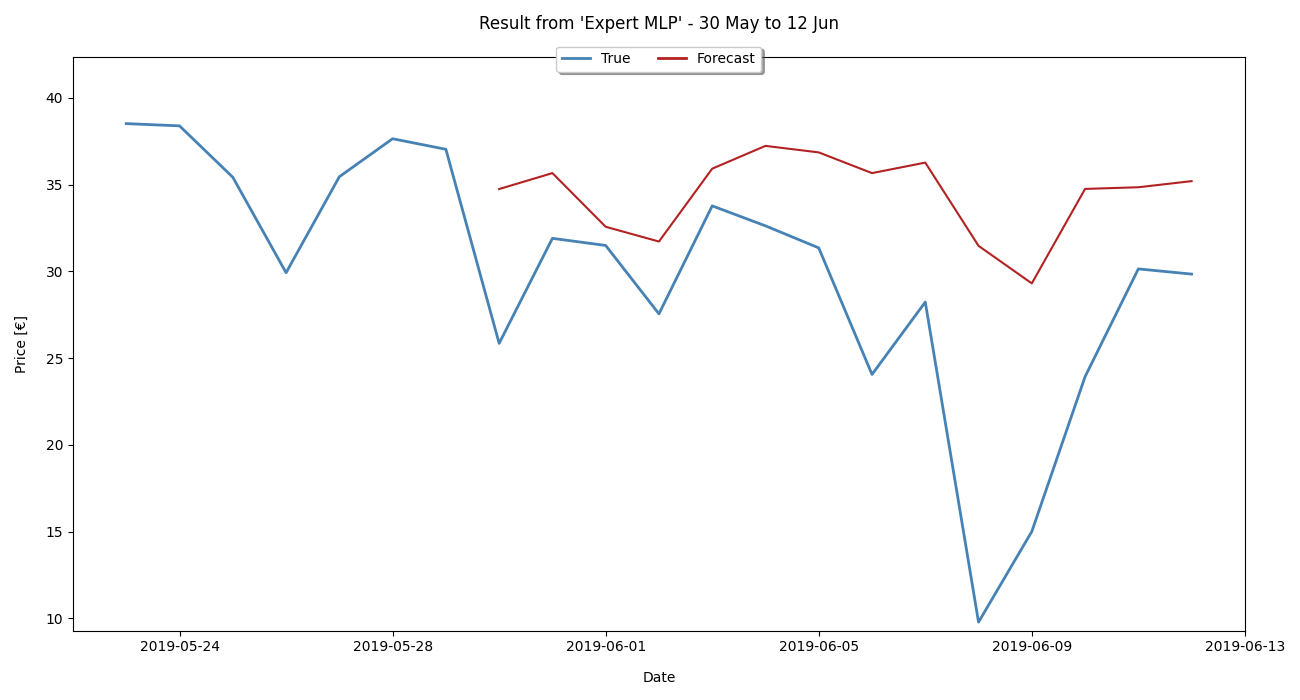 Result from 'Expert MLP' - 30 May to 12 Jun
True Forecast
40
35
30
25
20
15
10
Price [€]
2019-05-24 2019-05-28 2019-06-01 2019-06-05 2019-06-09 2019-06-13
Date